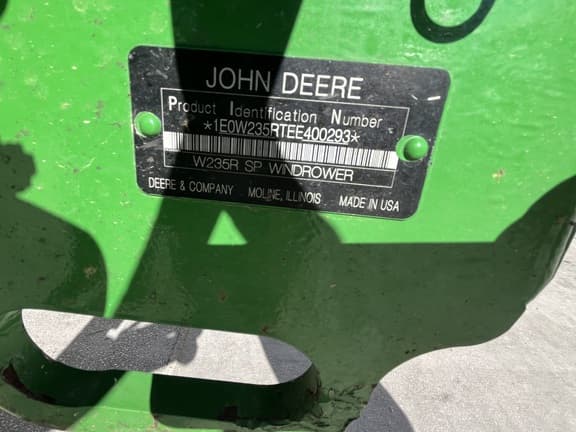 JOHN DEERE
Product Identification Number
*1E0W235RTEE400293*
W235R SP WINDROWER
DEERE & COMPANY MOLINE, ILLINOIS MADE IN USA